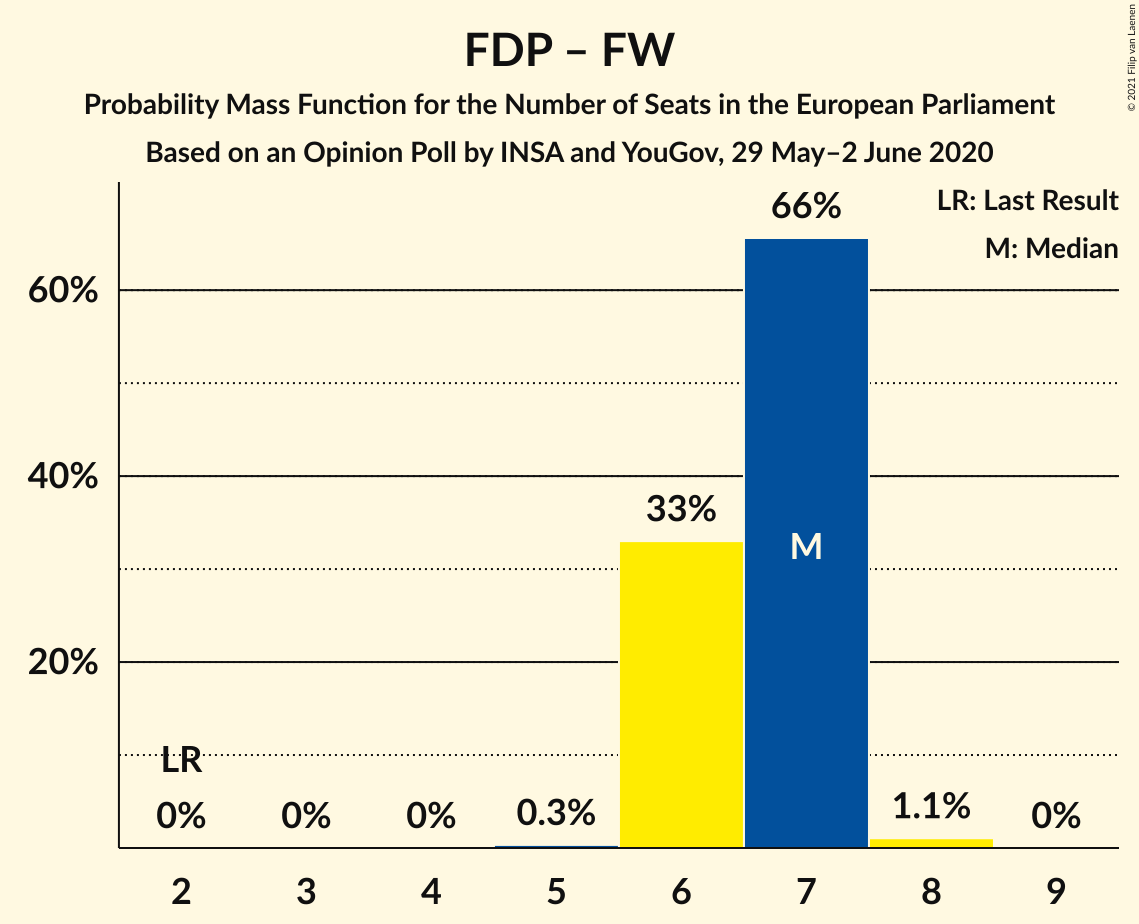 FDP – FW
Probability Mass Function for the Number of Seats in the European Parliament
Based on an Opinion Poll by INSA and YouGov, 29 May–2 June 2020
© 2021 Filip van Laenen
LR: Last Result
M: Median
66%
60%
40%
33%
M
20%
LR
0%
0%
0%
0.3%
1.1%
0%
2
3
4
5
6
7
8
9